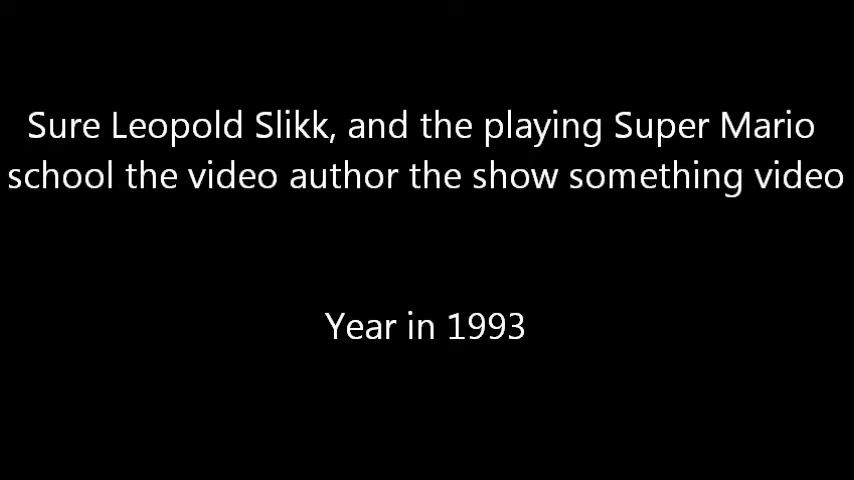 Sure Leopold Slikk, and the playing Super Mario
school the video author the show something video
Year in 1993